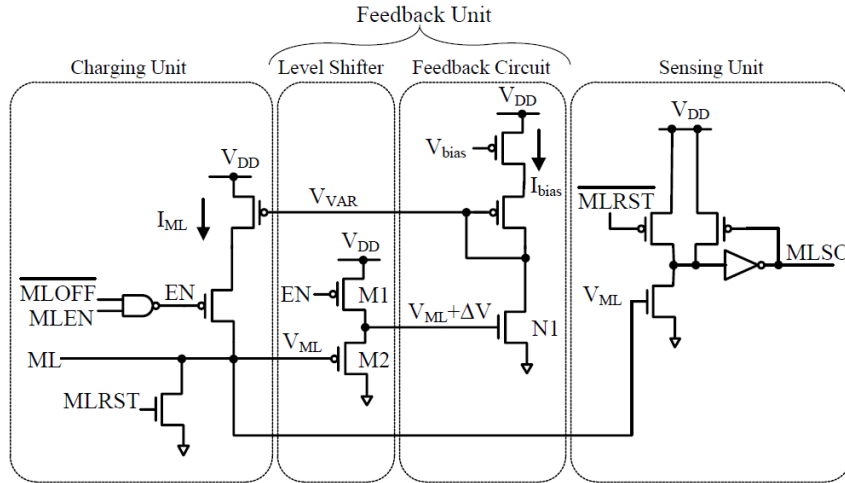 Feedback Unit
Charging Unit
Level Shifter
Feedback Circuit
Sensing Unit
VDD
VDD
Vbias
Ibias
VDD
IML
VVAR
MLRST
VDD
MLOFF
MLEN
EN
EN
M1
MLSO
VML
VML+ΔV
N1
VML
ML
M2
MLRST